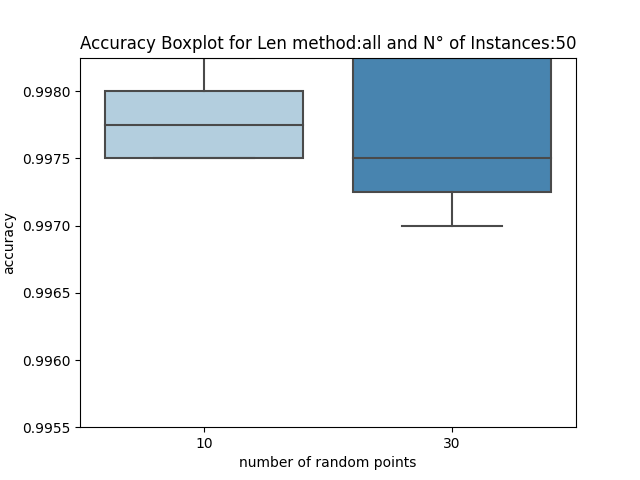 Accuracy Boxplot for Len method:all and N° of Instances:50
0.9980
0.9975
0.9970
0.9965
0.9960
0.9955
accuracy
10
30
number of random points